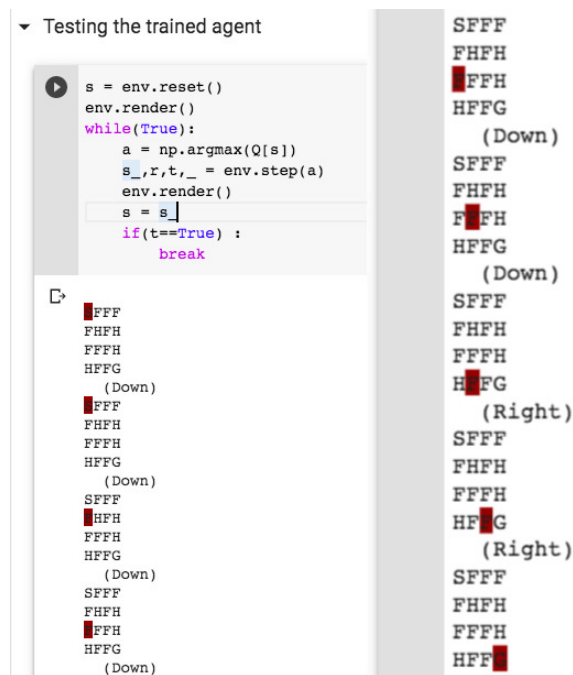 Testing the trained agent
s = env.reset()
env.render()
while(True):
    a = np.argmax(Q[s])
    s_,r,t,_ = env.step(a)
    env.render()
    s = s_
    if(t==True) :
        break
SFFF
FHFH
FFFH
HFFG
  (Down)
SFFF
FHFH
FFFH
HFFG
  (Down)
SFFF
FHFH
FFFH
HFFG
  (Down)
SFFF
FHFH
FFFH
HFFG
  (Down)
SFFF
FHFH
FFFH
HFFG
  (Down)
SFFF
FHFH
FFFH
HFFG
  (Down)
SFFF
FHFH
FFFH
HFFG
  (Right)
SFFF
FHFH
FFFH
HFFG
  (Right)
SFFF
FHFH
FFFH
HFFG